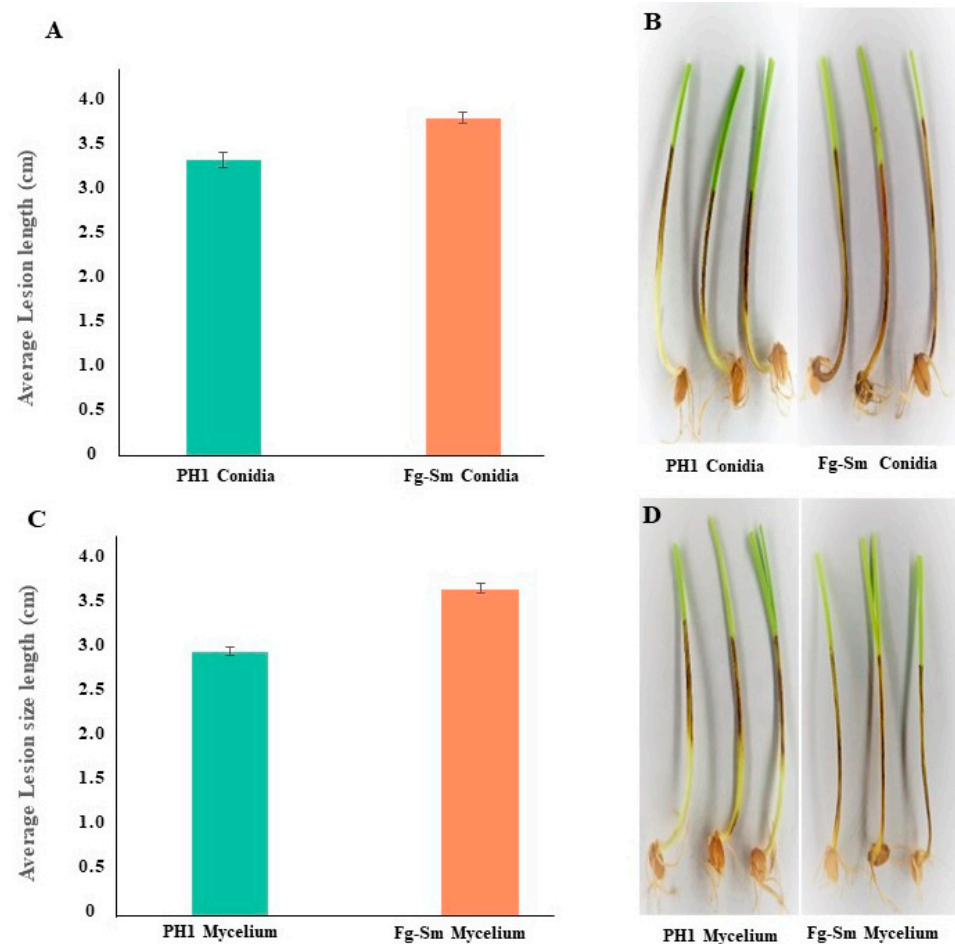 A
Average Lesion length (cm)
4.0
3.5
3.0
2.5
2.0
1.5
1.0
0.5
0
PH1 Conidia
Fg-Sm Conidia
B
PH1 Conidia
Fg-Sm Conidia
C
Average Lesion size length (cm)
4.0
3.5
3.0
2.5
2.0
1.5
1.0
0.5
0
PH1 Mycelium
Fg-Sm Mycelium
D
PH1 Mycelium
Fg-Sm Mycelium